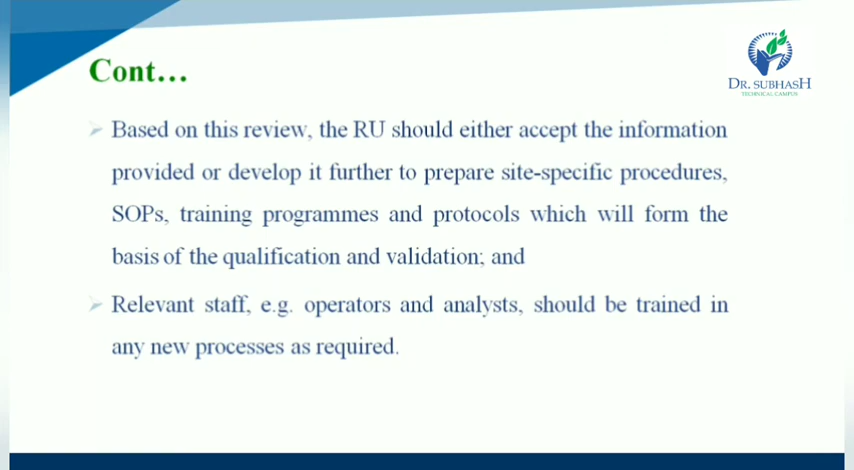 Cont...
DR. SUBHASH
TECHNICAL CAMPUS
Based on this review, the RU should either accept the information
provided or develop it further to prepare site-specific procedures,
SOPs, training programmes and protocols which will form the
basis of the qualification and validation; and
Relevant staff, e.g. operators and analysts, should be trained in
any new processes as required.